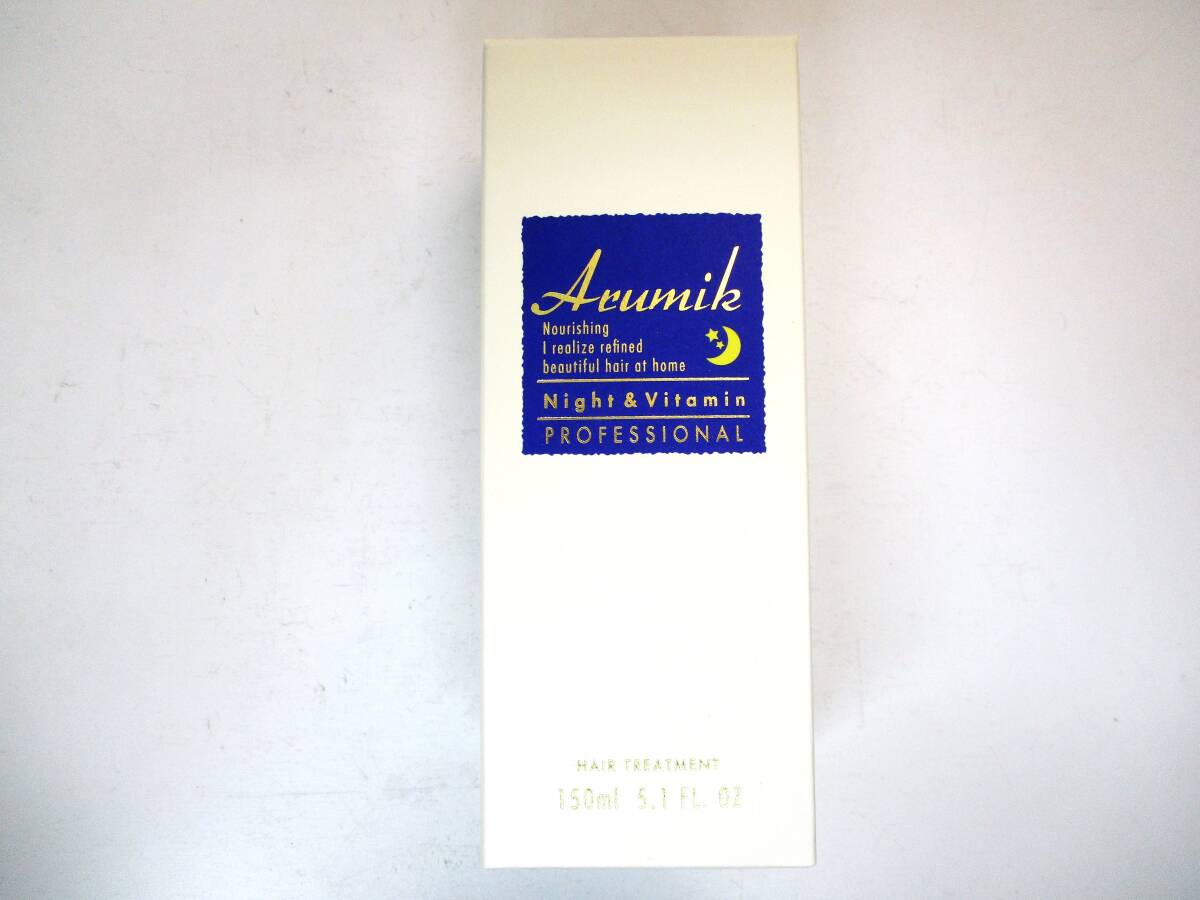 Arumik
Nourishing
I realize refined
beautiful hair at home
Night & Vitamin
PROFESSIONAL
HAIR TREATMENT
150ml 5.1 FL. OZ